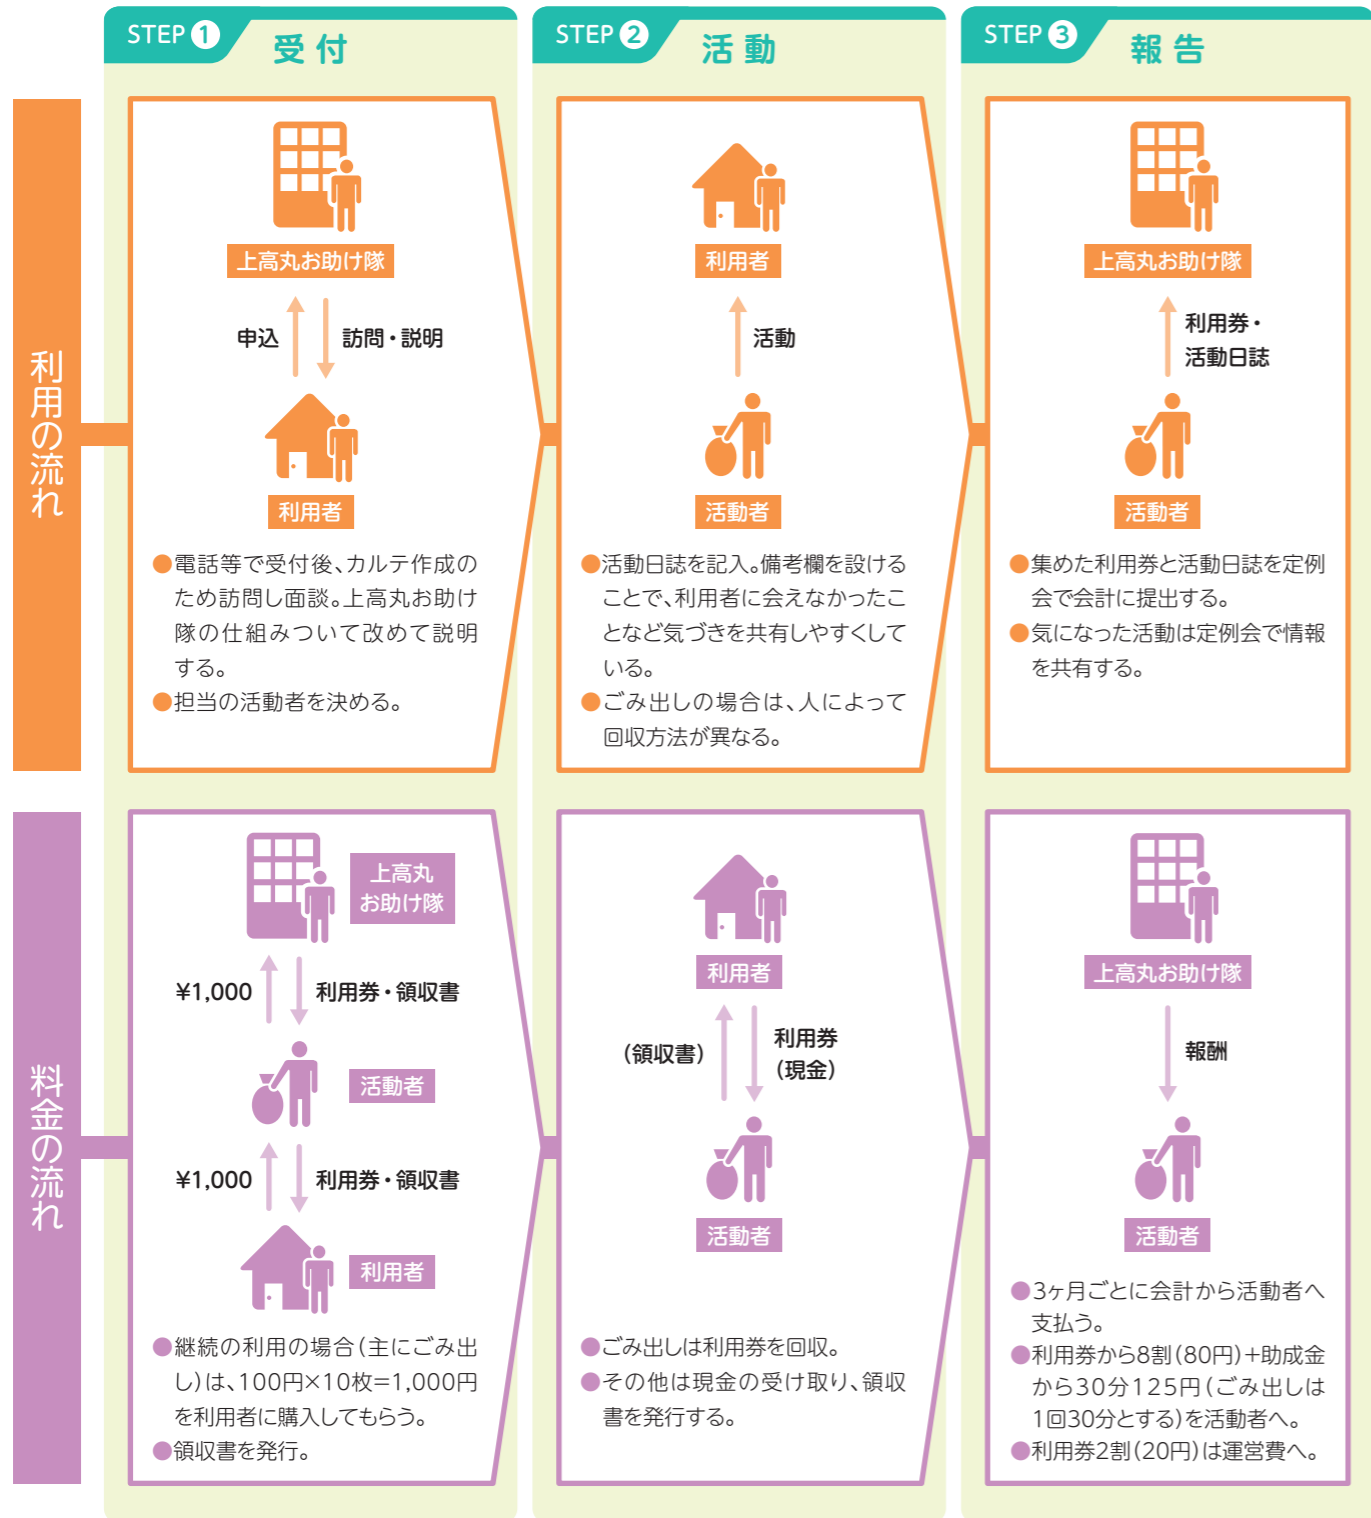 STEP 1
受付
STEP 2
活動
STEP 3
報告
利用の流れ
上高丸お助け隊
申込
訪問・説明
利用者
●電話等で受付後、カルテ作成の
ため訪問し面談。上高丸お助け
隊の仕組みついて改めて説明
する。
●担当の活動者を決める。
利用者
活動
活動者
●活動日誌を記入。備考欄を設ける
ことで、利用者に会えなかったこ
となど気づきを共有しやすくして
いる。
●ごみ出しの場合は、人によって
回収方法が異なる。
上高丸お助け隊
利用券・
活動日誌
活動者
●集めた利用券と活動日誌を定例
会で会計に提出する。
●気になった活動は定例会で情報
を共有する。
料金の流れ
上高丸
お助け隊
¥1,000
利用券・領収書
活動者
¥1,000
利用券・領収書
利用者
●継続の利用の場合（主にごみ出
し）は、100円×10枚=1,000円
を利用者に購入してもらう。
●領収書を発行。
利用者
（領収書）
利用券
（現金）
活動者
●ごみ出しは利用券を回収。
●その他は現金の受け取り、領収
書を発行する。
上高丸お助け隊
報酬
活動者
●3ヶ月ごとに会計から活動者へ
支払う。
●利用券から8割（80円）+助成金
から30分125円（ごみ出しは
1回30分とする）を活動者へ。
●利用券2割（20円）は運営費へ。